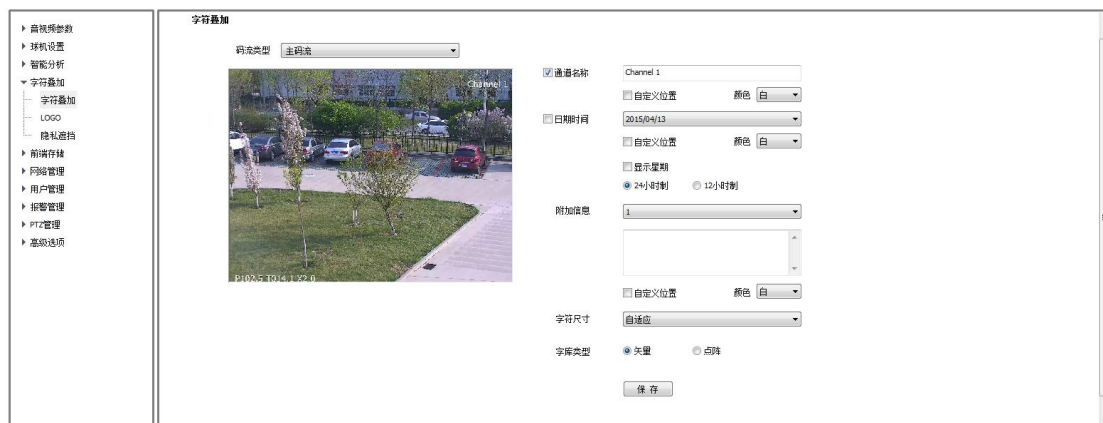 音视频参数
球机设置
智能分析
字符叠加
字符叠加
LOGO
隐私遮挡
前端存储
网络管理
用户管理
报警管理
PTZ管理
高级选项
字符叠加
码流类型 主码流
Channel 1
P102.5 T014.1 X2.0
通道名称 Channel 1
自定义位置 颜色 白
日期时间 2015/04/13
自定义位置 颜色 白
显示星期
24小时制 12小时制
附加信息 1
自定义位置 颜色 白
字符尺寸 自适应
字库类型 矢量 点阵
保存